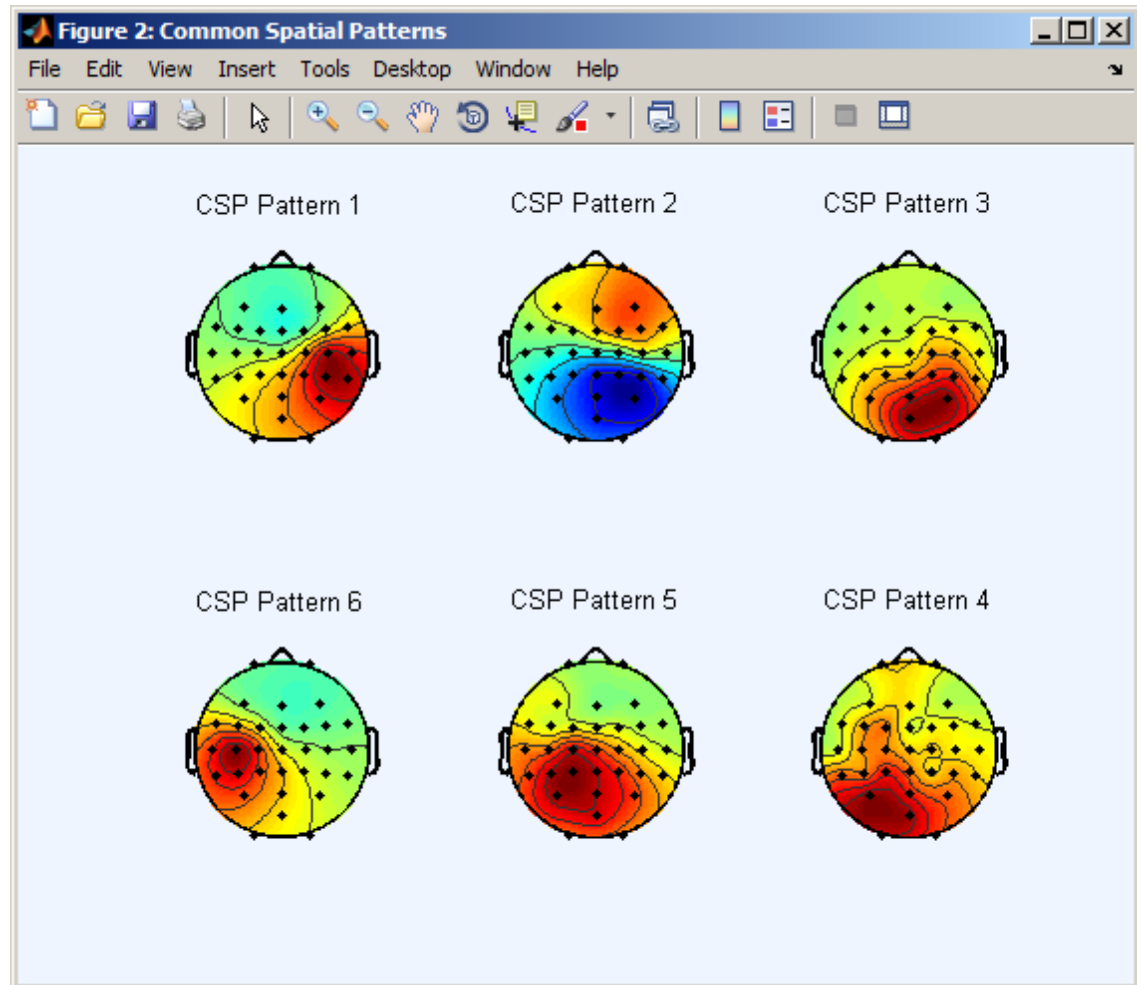 Figure 2: Common Spatial Patterns
File Edit View Insert Tools Desktop Window Help
CSP Pattern 1 CSP Pattern 2 CSP Pattern 3
CSP Pattern 6 CSP Pattern 5 CSP Pattern 4